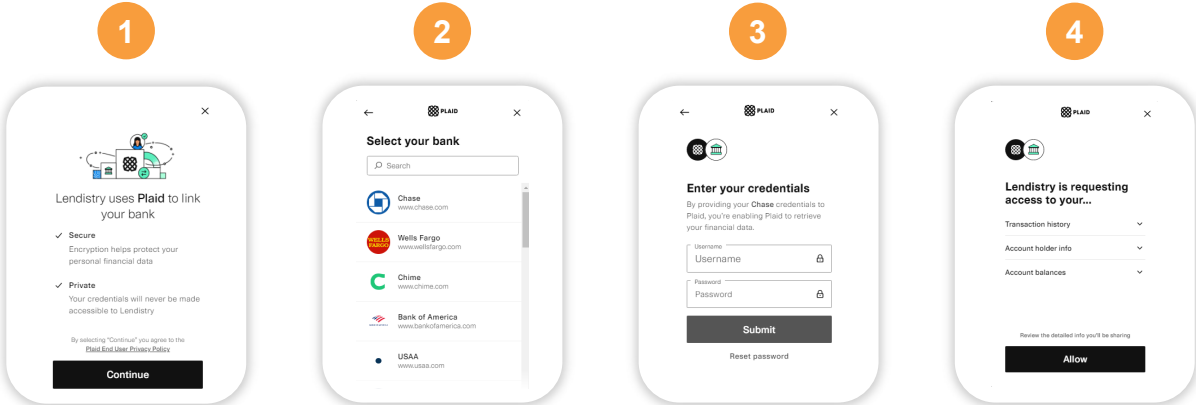 1
2
3
4
Lendistry uses Plaid to link
your bank
Secure
Encryption helps protect your
personal financial data
Private
Your credentials will never be made
accessible to Lendistry
By selecting "Continue" you agree to the
Plaid End User Privacy Policy
Continue
PLAID
Select your bank
Search
Chase
www.chase.com
WELLS
FARGO
Wells Fargo
www.wellsfargo.com
Chime
www.chime.com
Bank of America
www.bankofamerica.com
USAA
www.usaa.com
PLAID
Enter your credentials
By providing your Chase credentials to
Plaid, you're enabling Plaid to retrieve
your financial data.
Username
Username
Password
Password
Submit
Reset password
PLAID
Lendistry is requesting
access to your...
Transaction history
Account holder info
Account balances
Review the detailed info you'll be sharing
Allow